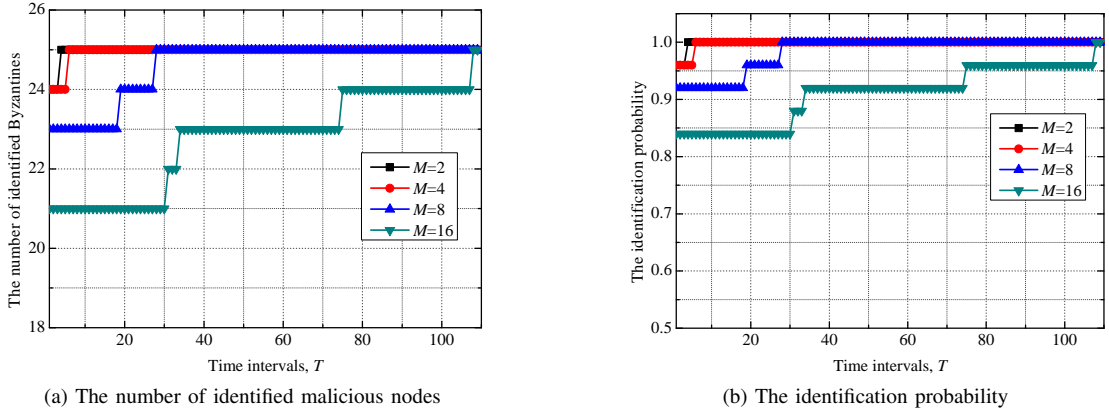 The number of identified Byzantines
26
24
22
20
18
M=2
M=4
M=8
M=16
20 40 60 80 100
Time intervals, T
(a) The number of identified malicious nodes
The identification probability
1.0
0.9
0.8
0.7
0.6
0.5
M=2
M=4
M=8
M=16
20 40 60 80 100
Time intervals, T
(b) The identification probability